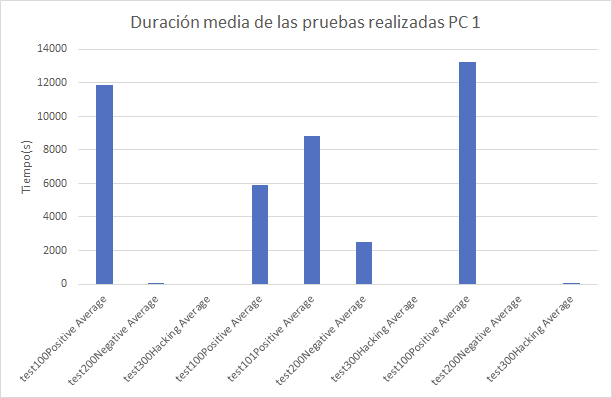 Duración media de las pruebas realizadas PC 1
Tiempo(s)
14000
12000
10000
8000
6000
4000
2000
0
test100Positive Average
test200Negative Average
test300Hacking Average
test100Positive Average
test101Positive Average
test200Negative Average
test300Hacking Average
test100Positive Average
test200Negative Average
test300Hacking Average